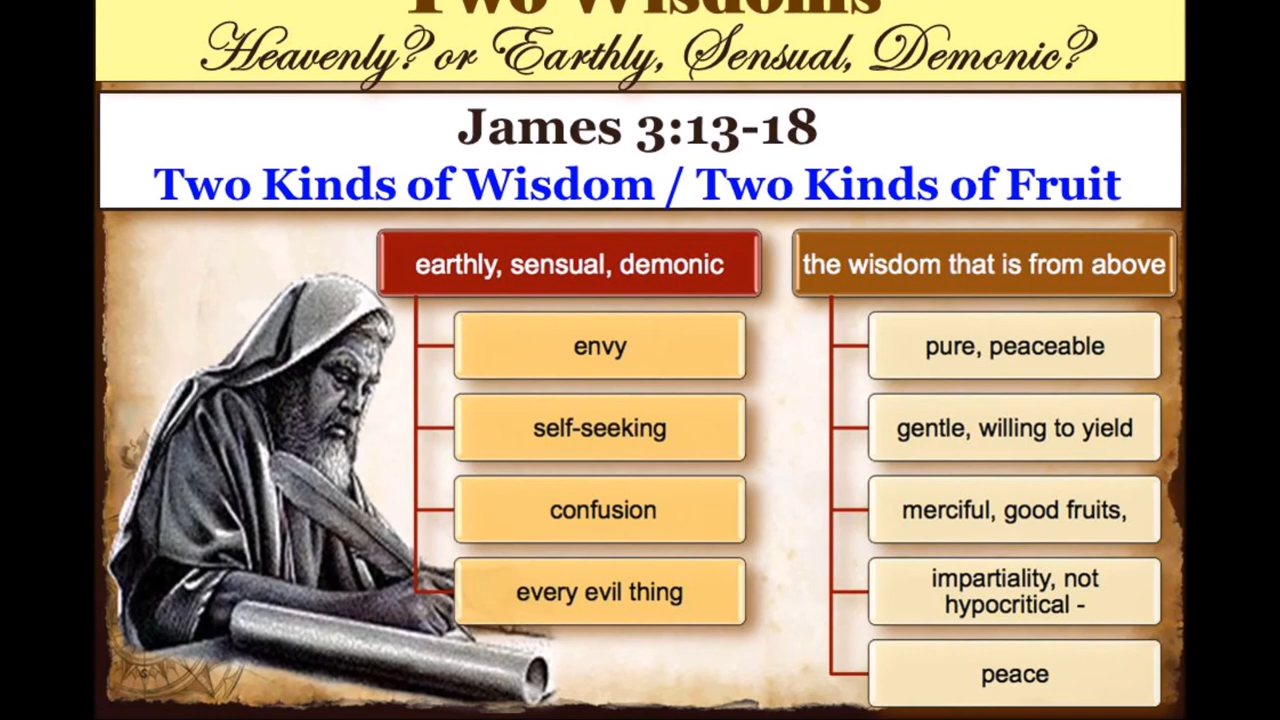 Two Wisdoms
Heavenly? or Earthly, Sensual, Demonic?
James 3:13-18
Two Kinds of Wisdom / Two Kinds of Fruit
earthly, sensual, demonic
envy
self-seeking
confusion
every evil thing
the wisdom that is from above
pure, peaceable
gentle, willing to yield
merciful, good fruits,
impartiality, not
hypocritical -
peace